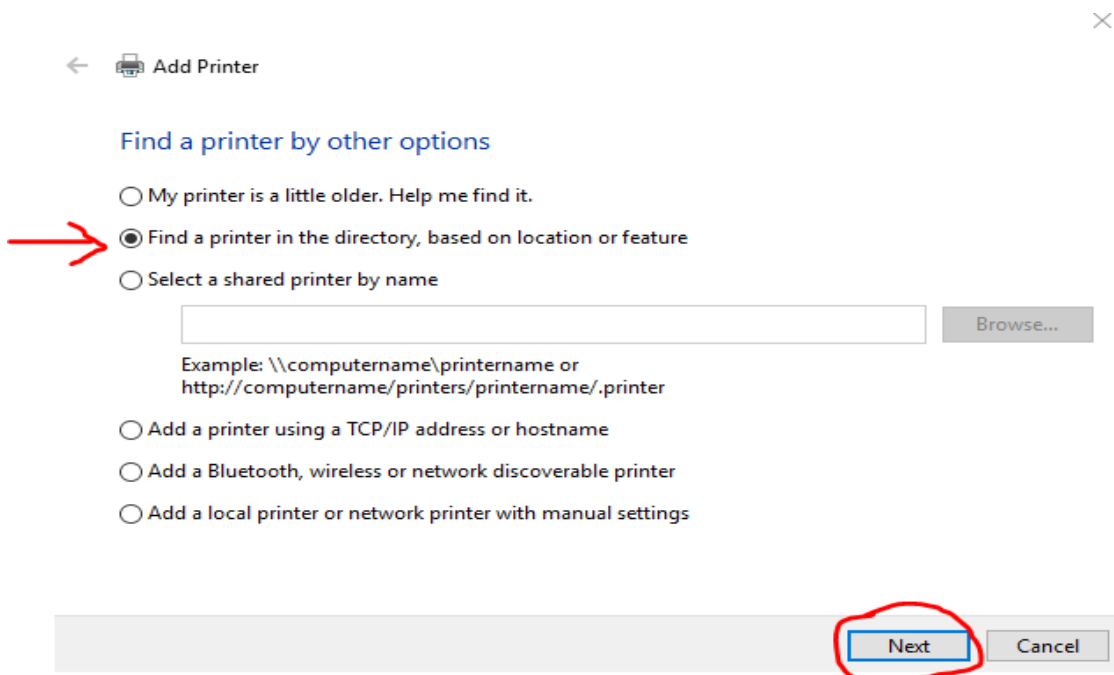 Add Printer
Find a printer by other options
My printer is a little older. Help me find it.
Find a printer in the directory, based on location or feature
Select a shared printer by name
Browse...
Example: \\computername\printername or
http://computername/printers/printername/.printer
Add a printer using a TCP/IP address or hostname
Add a Bluetooth, wireless or network discoverable printer
Add a local printer or network printer with manual settings
Next Cancel